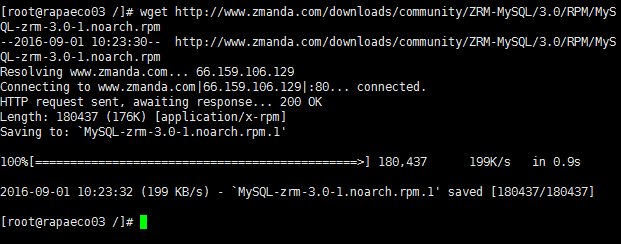 [root@rapaeco03 /]# wget http://www.zmanda.com/downloads/community/ZRM-MySQL/3.0/RPM/MyS
QL-zrm-3.0-1.noarch.rpm
--2016-09-01 10:23:30--  http://www.zmanda.com/downloads/community/ZRM-MySQL/3.0/RPM/MyS
QL-zrm-3.0-1.noarch.rpm
Resolving www.zmanda.com... 66.159.106.129
Connecting to www.zmanda.com|66.159.106.129|:80... connected.
HTTP request sent, awaiting response... 200 OK
Length: 180437 (176K) [application/x-rpm]
Saving to: `MySQL-zrm-3.0-1.noarch.rpm.1'
100%[==============================================>] 180,437      199K/s   in 0.9s
2016-09-01 10:23:32 (199 KB/s) - `MySQL-zrm-3.0-1.noarch.rpm.1' saved [180437/180437]
[root@rapaeco03 /]#